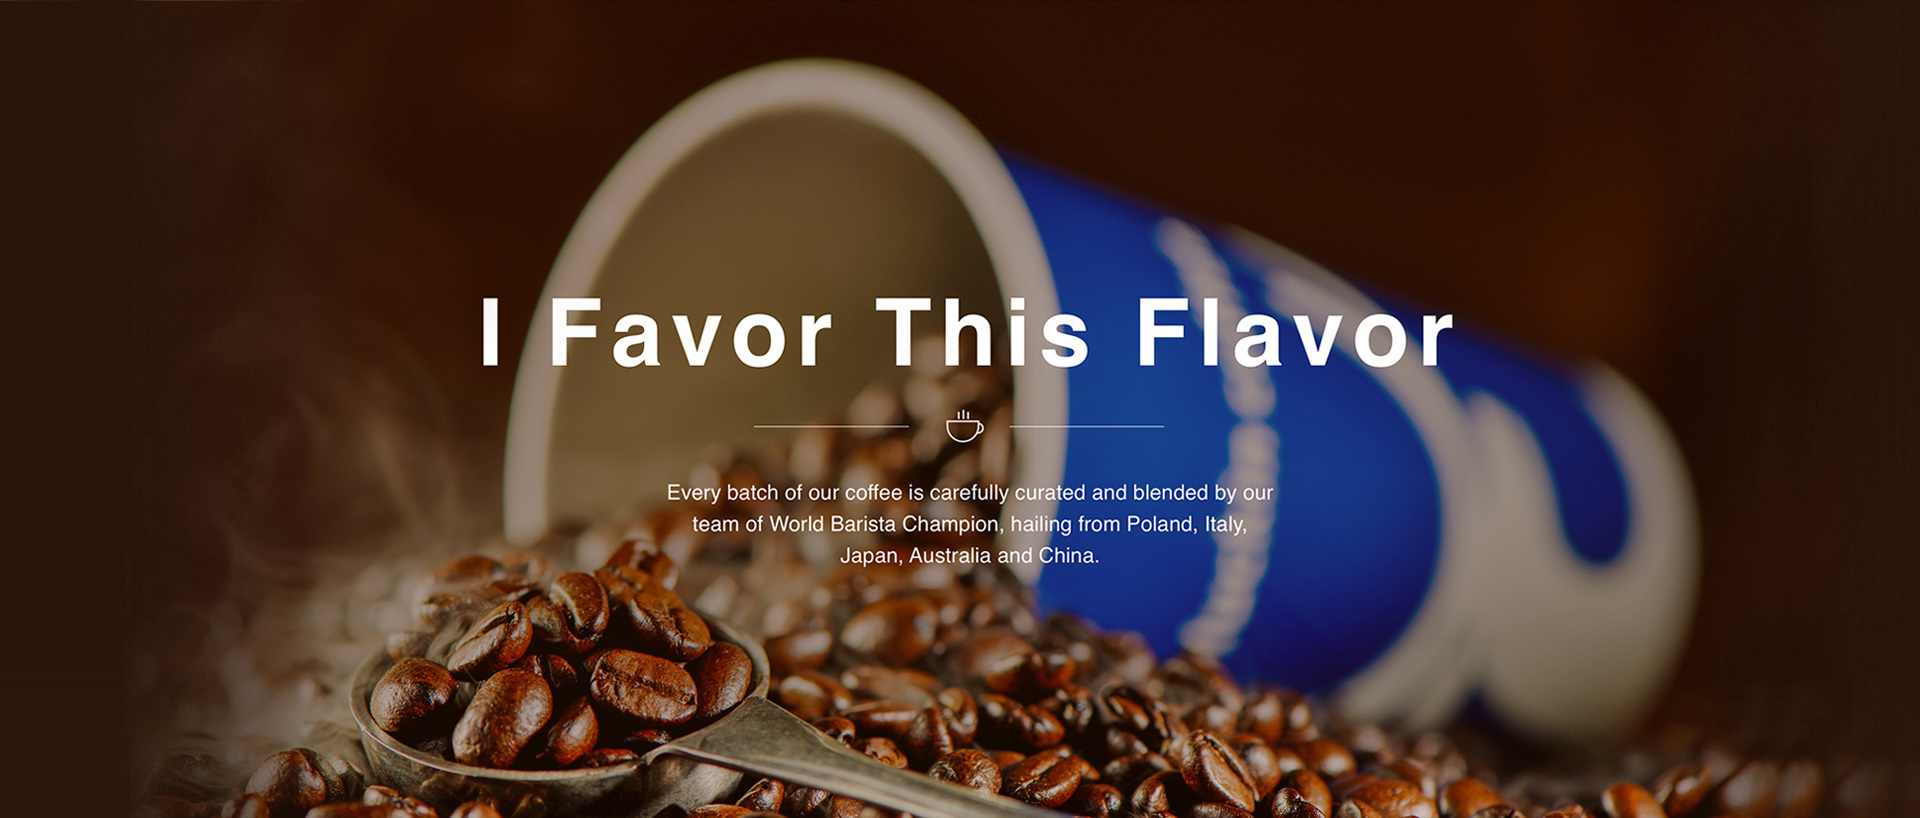 I Favor This Flavor
Every batch of our coffee is carefully curated and blended by our
team of World Barista Champion, hailing from Poland, Italy,
Japan, Australia and China.